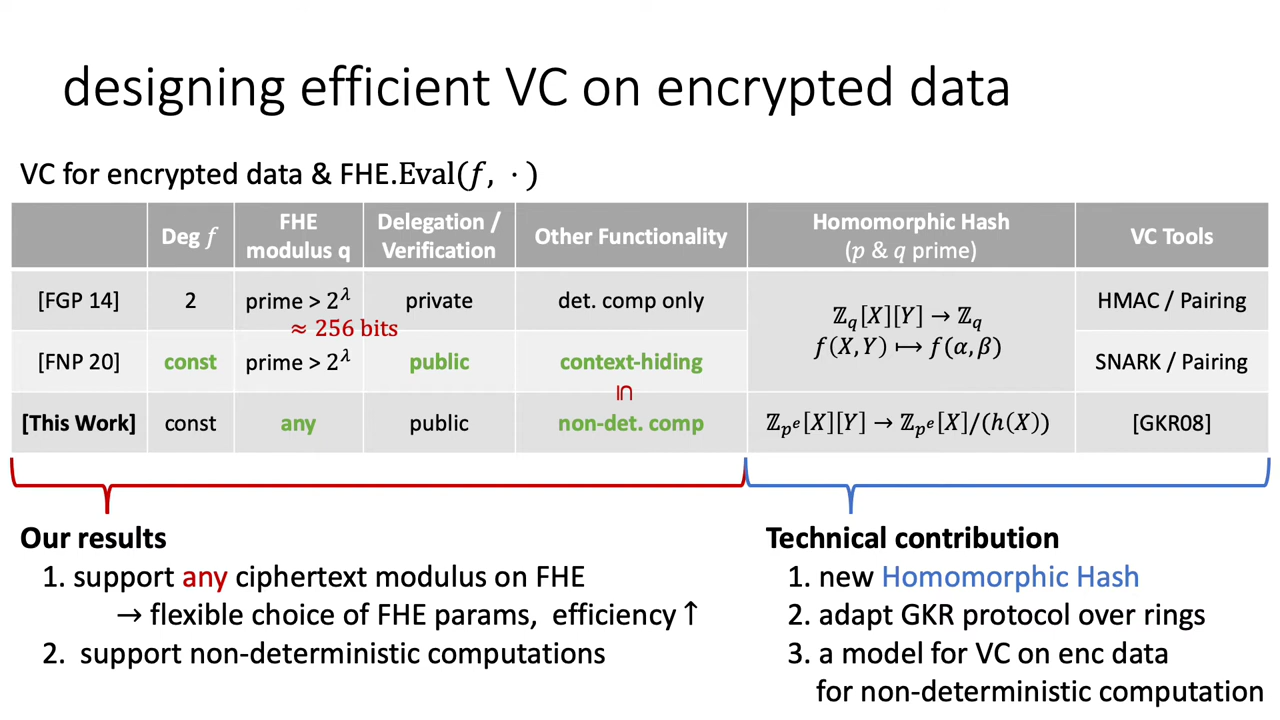 designing efficient VC on encrypted data
VC for encrypted data & FHE.Eval(f, ·)
Deg f
FHE
modulus q
Delegation /
Verification
Other Functionality
Homomorphic Hash
(p & q prime)
VC Tools
[FGP 14]
2
prime > 2^λ
private
det. comp only
ℤ_q[X][Y] → ℤ_q
f(X, Y) ⟼ f(α, β)
HMAC / Pairing
≈ 256 bits
[FNP 20]
const
prime > 2^λ
public
context-hiding
SNARK / Pairing
⋒
[This Work]
const
any
public
non-det. comp
ℤ_{p^e}[X][Y] → ℤ_{p^e}[X]/(h(X))
[GKR08]
Our results
1. support any ciphertext modulus on FHE
→ flexible choice of FHE params, efficiency↑
2. support non-deterministic computations
Technical contribution
1. new Homomorphic Hash
2. adapt GKR protocol over rings
3. a model for VC on enc data
for non-deterministic computation